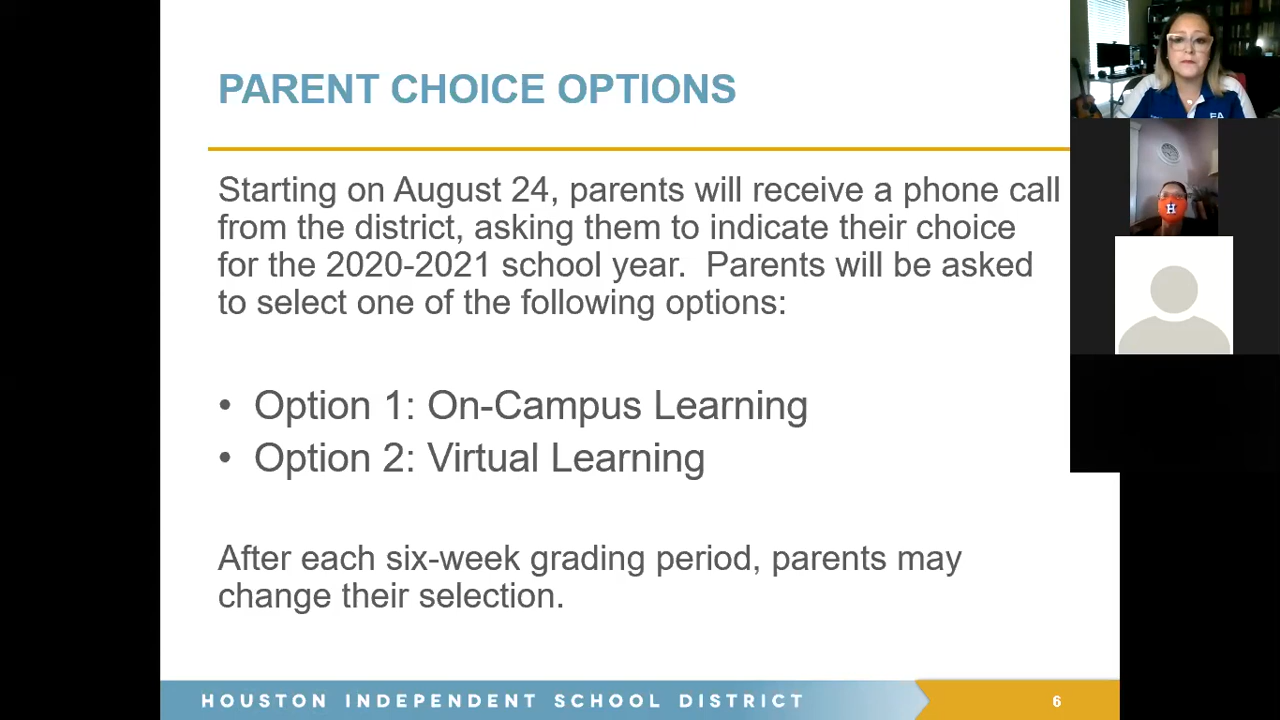 PARENT CHOICE OPTIONS
Starting on August 24, parents will receive a phone call
from the district, asking them to indicate their choice
for the 2020-2021 school year.  Parents will be asked
to select one of the following options:
• Option 1: On-Campus Learning
• Option 2: Virtual Learning
After each six-week grading period, parents may
change their selection.
HOUSTON INDEPENDENT SCHOOL DISTRICT
6
H